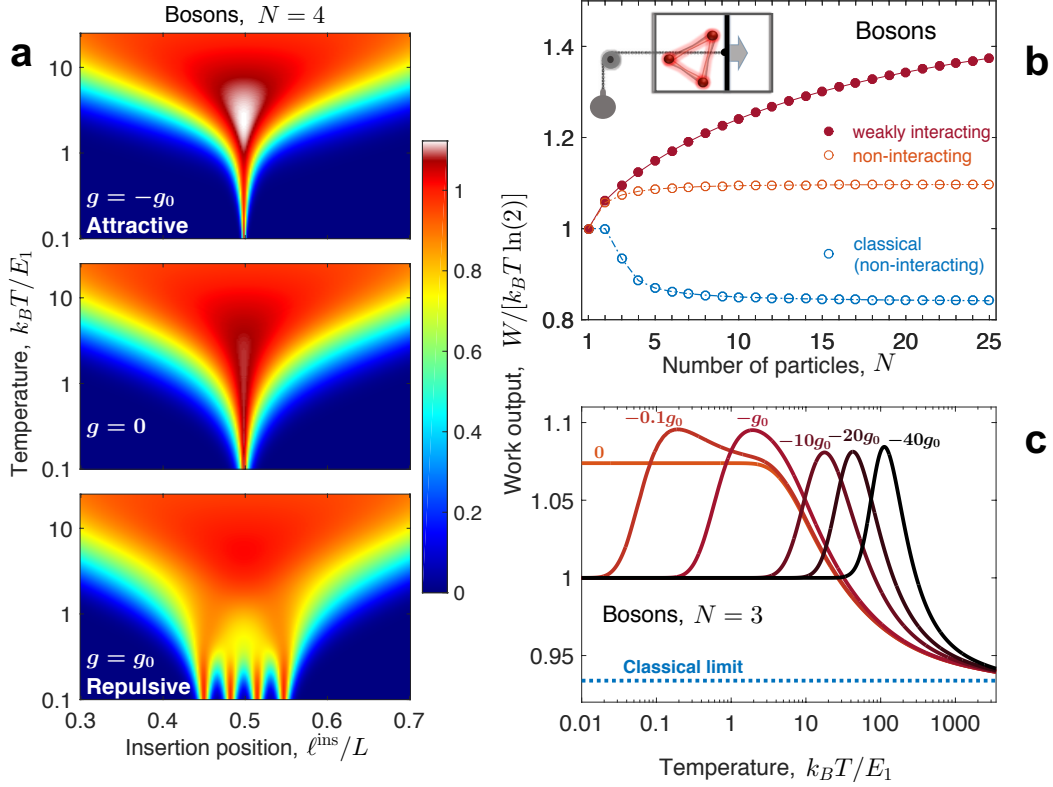 Bosons, N = 4
a
10
1
0.1
g = −g₀
Attractive
10
1
0.1
g = 0
10
1
0.1
g = g₀
Repulsive
0.3
0.4
0.5
0.6
0.7
Insertion position, ℓ^ins/L
Temperature, k_BT/E₁
1
0.8
0.6
0.4
0.2
0
Work output, W/[k_BT ln(2)]
b
Bosons
1.4
1.2
1
0.8
weakly interacting
non-interacting
classical
(non-interacting)
1
5
10
15
20
25
Number of particles, N
c
1.1
1.05
1
0.95
0
−0.1g₀
−g₀
−10g₀
−20g₀
−40g₀
Bosons, N = 3
Classical limit
0.01
0.1
1
10
100
1000
Temperature, k_BT/E₁